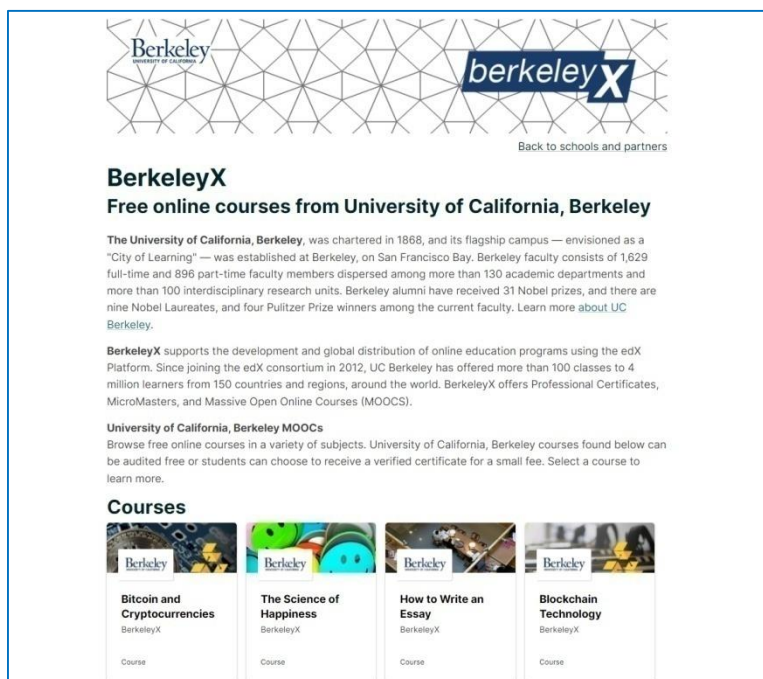 Berkeley
UNIVERSITY OF CALIFORNIA
berkeleyX
Back to schools and partners
BerkeleyX
Free online courses from University of California, Berkeley
The University of California, Berkeley, was chartered in 1868, and its flagship campus — envisioned as a
"City of Learning" — was established at Berkeley, on San Francisco Bay. Berkeley faculty consists of 1,629
full-time and 896 part-time faculty members dispersed among more than 130 academic departments and
more than 100 interdisciplinary research units. Berkeley alumni have received 31 Nobel prizes, and there are
nine Nobel Laureates, and four Pulitzer Prize winners among the current faculty. Learn more about UC
Berkeley.
BerkeleyX supports the development and global distribution of online education programs using the edX
Platform. Since joining the edX consortium in 2012, UC Berkeley has offered more than 100 classes to 4
million learners from 150 countries and regions, around the world. BerkeleyX offers Professional Certificates,
MicroMasters, and Massive Open Online Courses (MOOCS).
University of California, Berkeley MOOCs
Browse free online courses in a variety of subjects. University of California, Berkeley courses found below can
be audited free or students can choose to receive a verified certificate for a small fee. Select a course to
learn more.
Courses
Berkeley
Bitcoin and
Cryptocurrencies
BerkeleyX
Course
Berkeley
The Science of
Happiness
BerkeleyX
Course
Berkeley
How to Write an
Essay
BerkeleyX
Course
Berkeley
Blockchain
Technology
BerkeleyX
Course